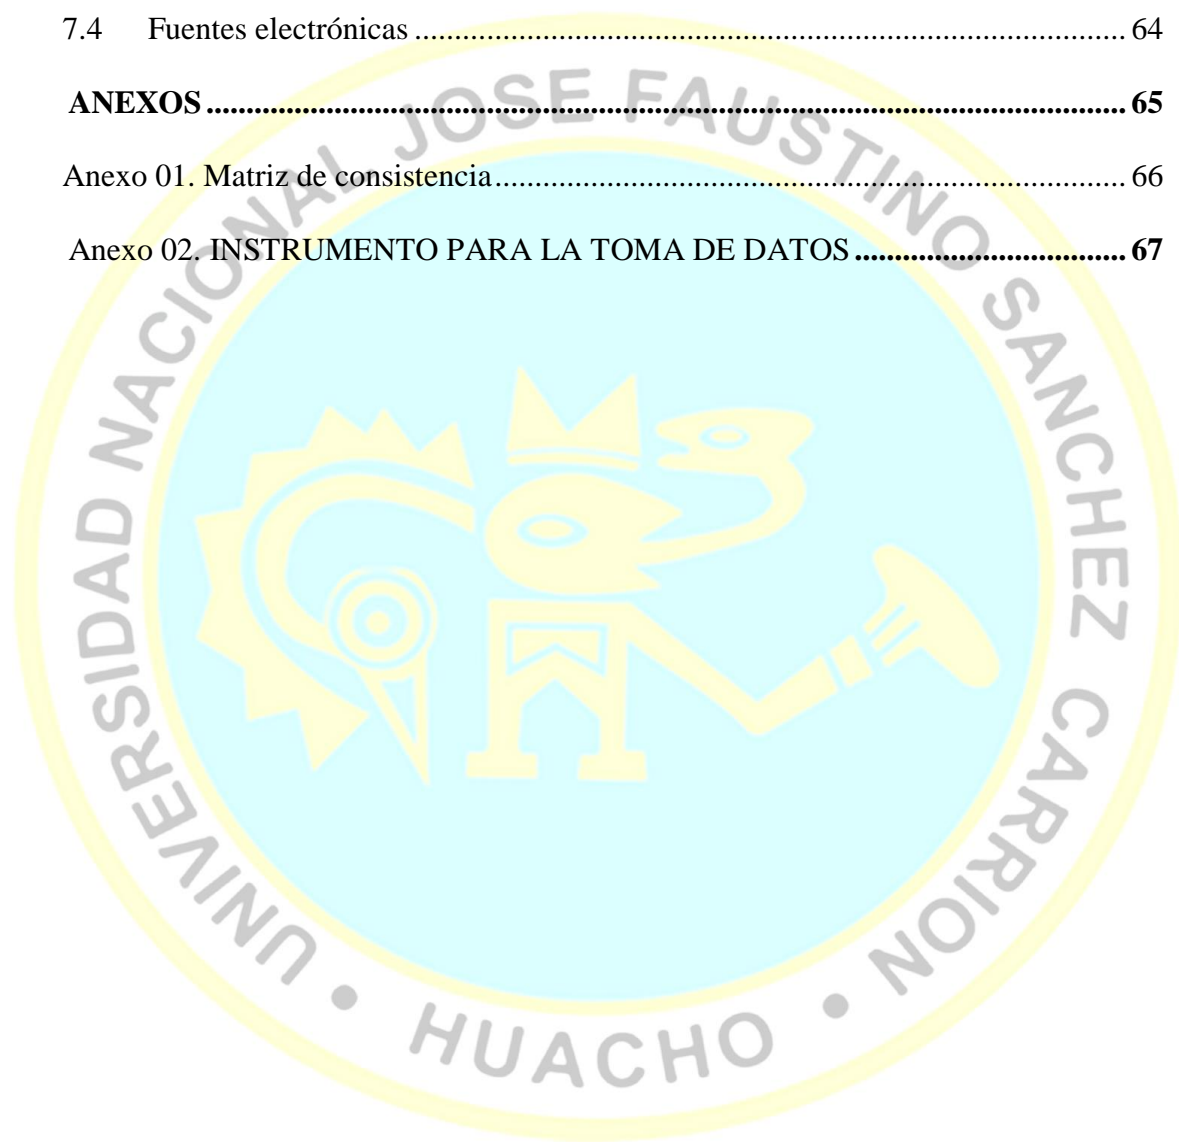 7.4 Fuentes electrónicas ........................................................................................... 64
ANEXOS .................................................................................................................... 65
Anexo 01. Matriz de consistencia ................................................................................ 66
Anexo 02. INSTRUMENTO PARA LA TOMA DE DATOS .................................. 67
UNIVERSIDAD NACIONAL JOSE FAUSTINO SANCHEZ CARRION • HUACHO •